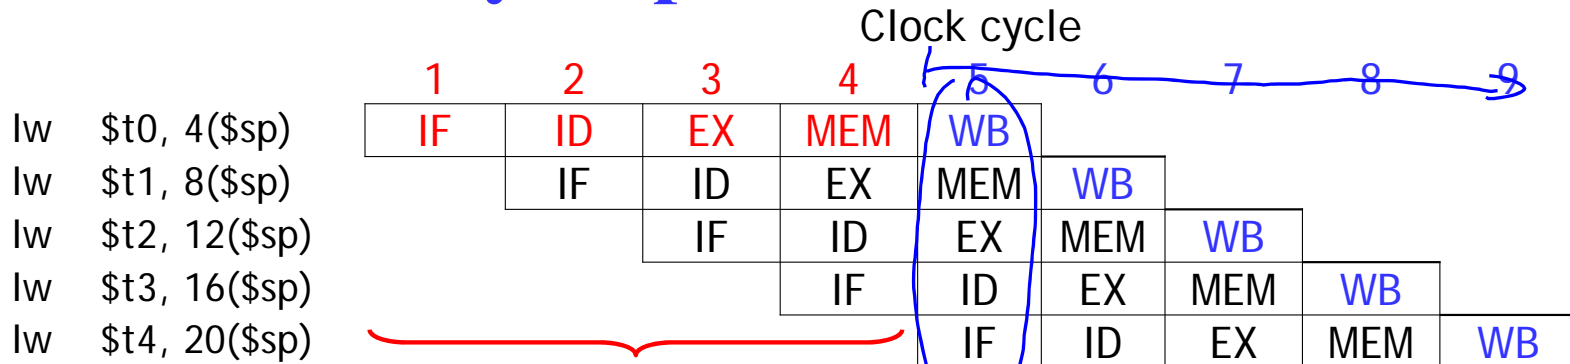 Clock cycle
1 2 3 4 5 6 7 8 9
lw $t0, 4($sp) IF ID EX MEM WB
lw $t1, 8($sp) IF ID EX MEM WB
lw $t2, 12($sp) IF ID EX MEM WB
lw $t3, 16($sp) IF ID EX MEM WB
lw $t4, 20($sp) IF ID EX MEM WB